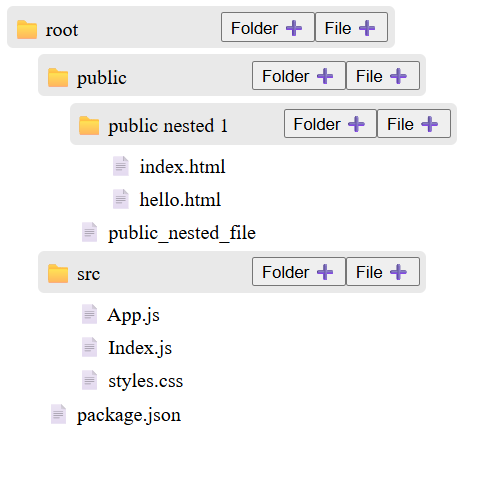 root Folder File
public Folder File
public nested 1 Folder File
index.html
hello.html
public_nested_file
src Folder File
App.js
Index.js
styles.css
package.json